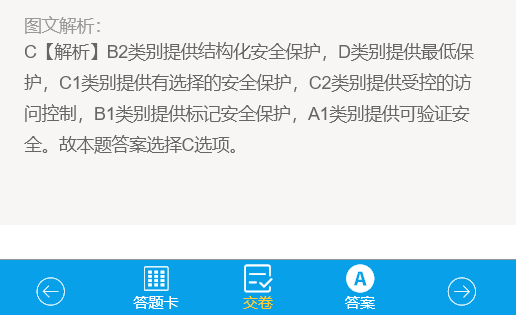 图文解析：
C【解析】B2类别提供结构化安全保护，D类别提供最低保
护，C1类别提供有选择的安全保护，C2类别提供受控的访
问控制，B1类别提供标记安全保护，A1类别提供可验证安
全。故本题答案选择C选项。
A
答题卡 交卷 答案